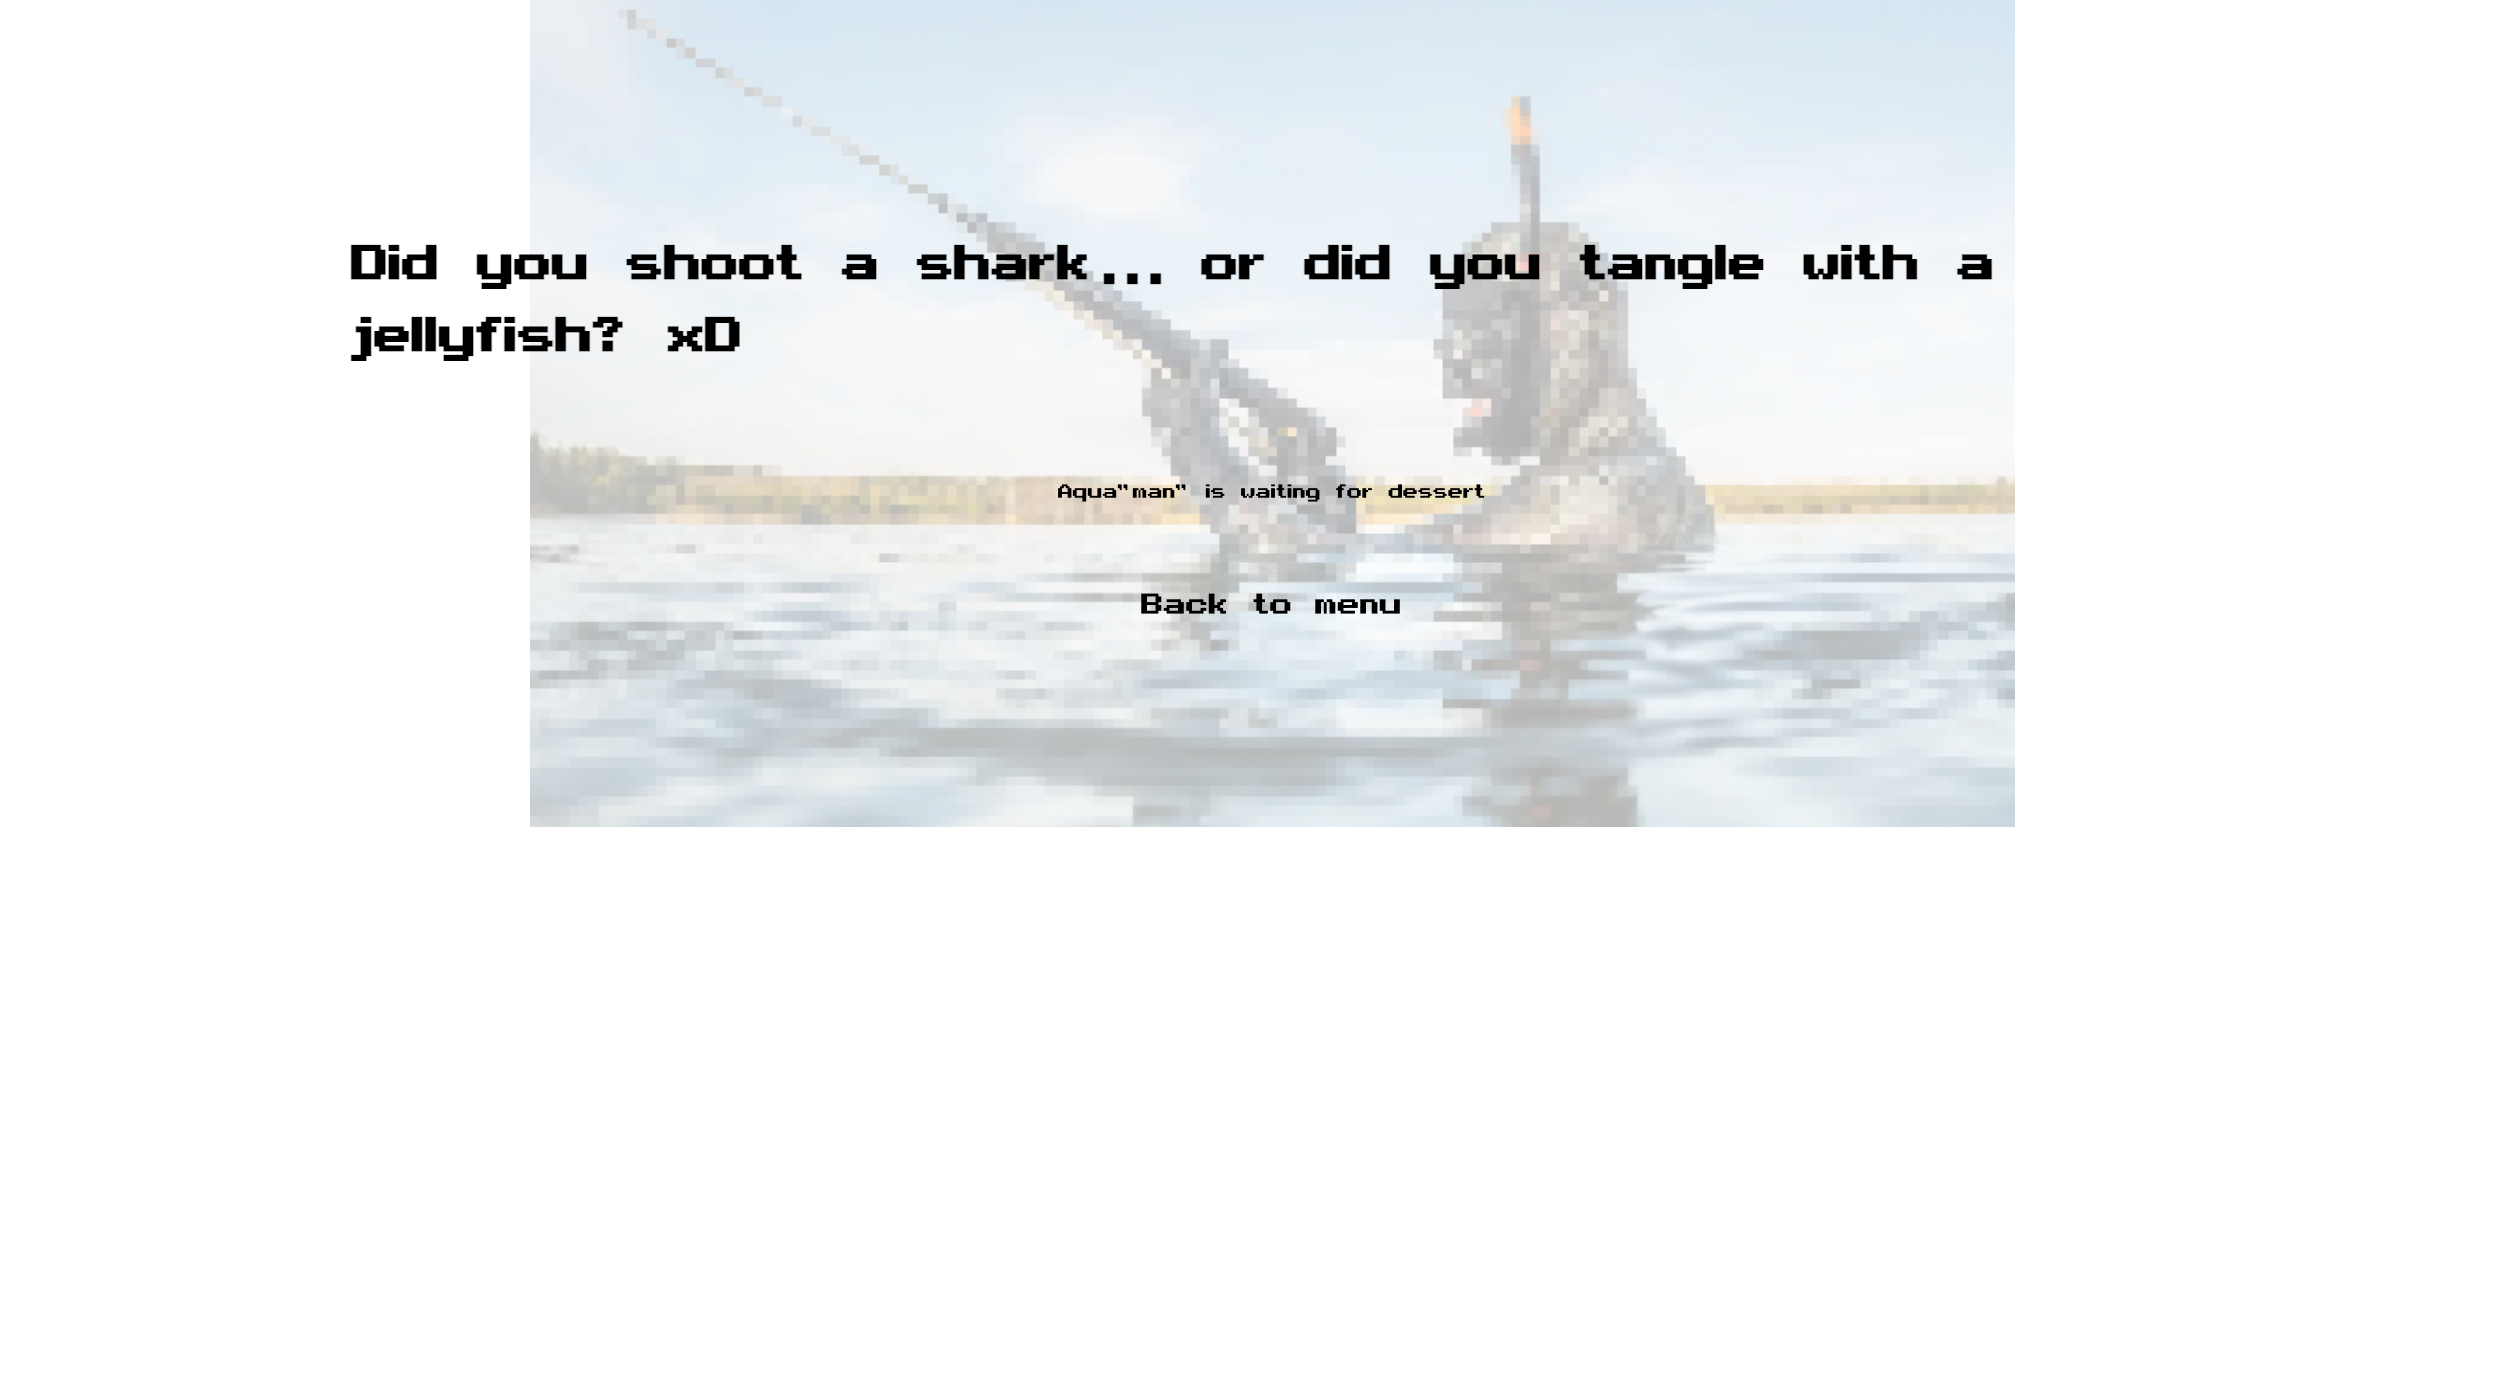 Did you shoot a shark... or did you tangle with a
jellyfish? xD
Aqua"man" is waiting for dessert
Back to menu